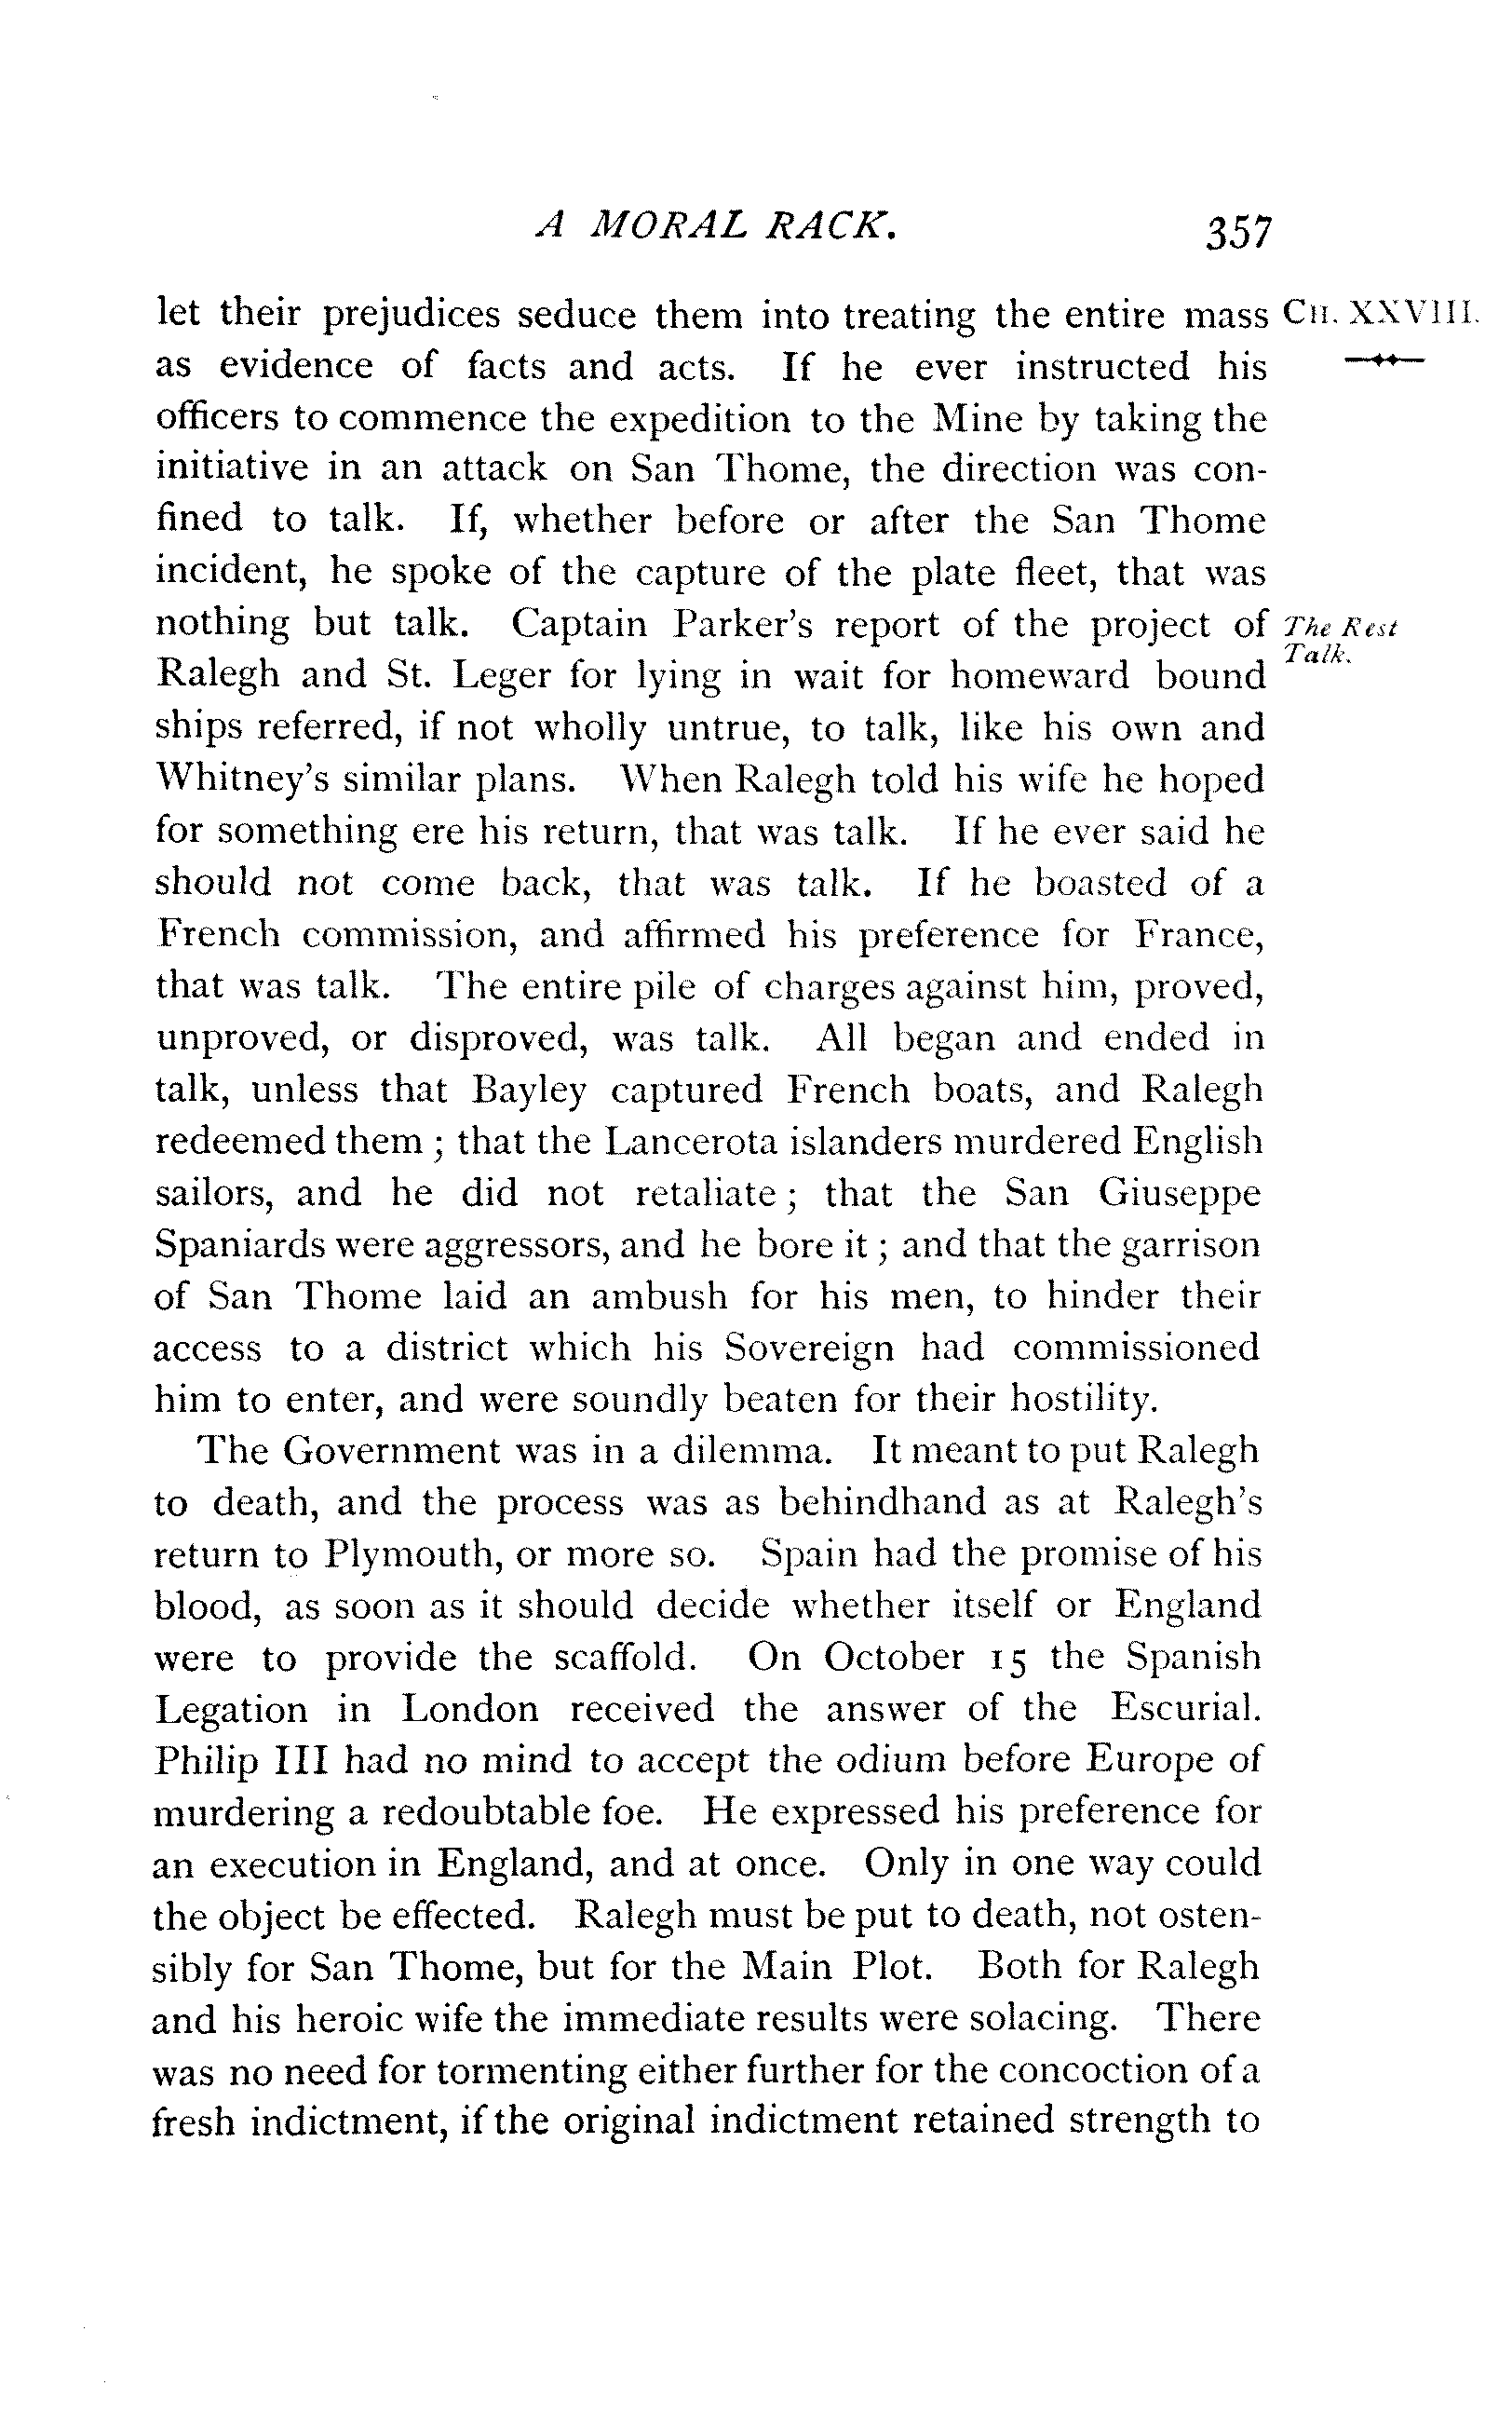 A MORAL RACK. 357
let their prejudices seduce them into treating the entire mass CH. XXVIII.
as evidence of facts and acts. If he ever instructed his
officers to commence the expedition to the Mine by taking the
initiative in an attack on San Thome, the direction was con-
fined to talk. If, whether before or after the San Thome
incident, he spoke of the capture of the plate fleet, that was
nothing but talk. Captain Parker's report of the project of The Rest
Talk.
Ralegh and St. Leger for lying in wait for homeward bound
ships referred, if not wholly untrue, to talk, like his own and
Whitney's similar plans. When Ralegh told his wife he hoped
for something ere his return, that was talk. If he ever said he
should not come back, that was talk. If he boasted of a
French commission, and affirmed his preference for France,
that was talk. The entire pile of charges against him, proved,
unproved, or disproved, was talk. All began and ended in
talk, unless that Bayley captured French boats, and Ralegh
redeemed them ; that the Lancerota islanders murdered English
sailors, and he did not retaliate ; that the San Giuseppe
Spaniards were aggressors, and he bore it ; and that the garrison
of San Thome laid an ambush for his men, to hinder their
access to a district which his Sovereign had commissioned
him to enter, and were soundly beaten for their hostility.
The Government was in a dilemma. It meant to put Ralegh
to death, and the process was as behindhand as at Ralegh's
return to Plymouth, or more so. Spain had the promise of his
blood, as soon as it should decide whether itself or England
were to provide the scaffold. On October 15 the Spanish
Legation in London received the answer of the Escurial.
Philip III had no mind to accept the odium before Europe of
murdering a redoubtable foe. He expressed his preference for
an execution in England, and at once. Only in one way could
the object be effected. Ralegh must be put to death, not osten-
sibly for San Thome, but for the Main Plot. Both for Ralegh
and his heroic wife the immediate results were solacing. There
was no need for tormenting either further for the concoction of a
fresh indictment, if the original indictment retained strength to